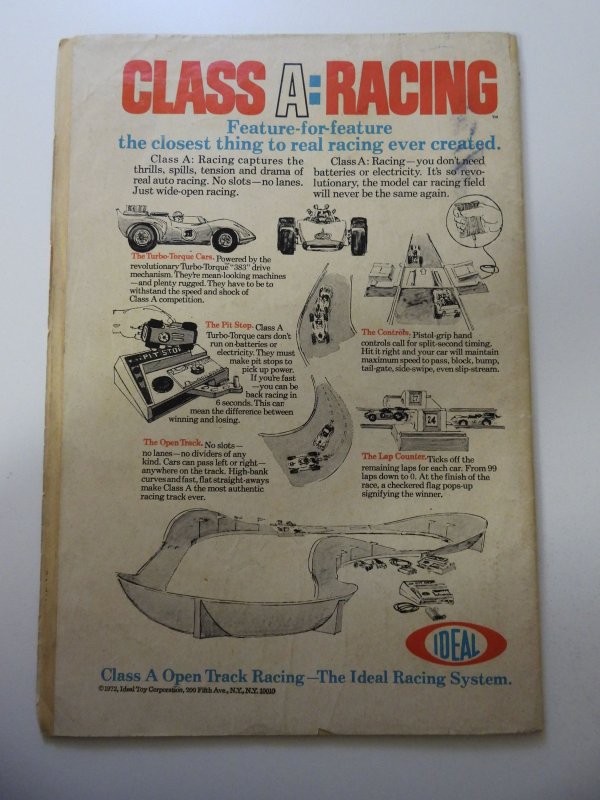 CLASS A: RACING™
Feature-for-feature
the closest thing to real racing ever created.
Class A: Racing captures the
thrills, spills, tension and drama of
real auto racing. No slots—no lanes.
Just wide-open racing.
Class A: Racing—you don't need
batteries or electricity. It's so revo-
lutionary, the model car racing field
will never be the same again.
The Turbo-Torque Cars. Powered by the
revolutionary Turbo-Torque "383" drive
mechanism. They're mean-looking machines
—and plenty rugged. They have to be to
withstand the speed and shock of
Class A competition.
The Pit Stop. Class A
Turbo-Torque cars don't
run on batteries or
electricity. They must
make pit stops to
pick up power.
If you're fast
—you can be
back racing in
6 seconds. This can
mean the difference between
winning and losing.
PIT STOP
The Controls. Pistol-grip hand
controls call for split-second timing.
Hit it right and your car will maintain
maximum speed to pass, block, bump,
tail-gate, side-swipe, even slip-stream.
The Open Track. No slots—
no lanes—no dividers of any
kind. Cars can pass left or right—
anywhere on the track. High-bank
curves and fast, flat straight-aways
make Class A the most authentic
racing track ever.
24
The Lap Counter. Ticks off the
remaining laps for each car. From 99
laps down to 0. At the finish of the
race, a checkered flag pops-up
signifying the winner.
IDEAL
Class A Open Track Racing—The Ideal Racing System.
©1972, Ideal Toy Corporation, 200 Fifth Ave., N.Y., N.Y. 10010